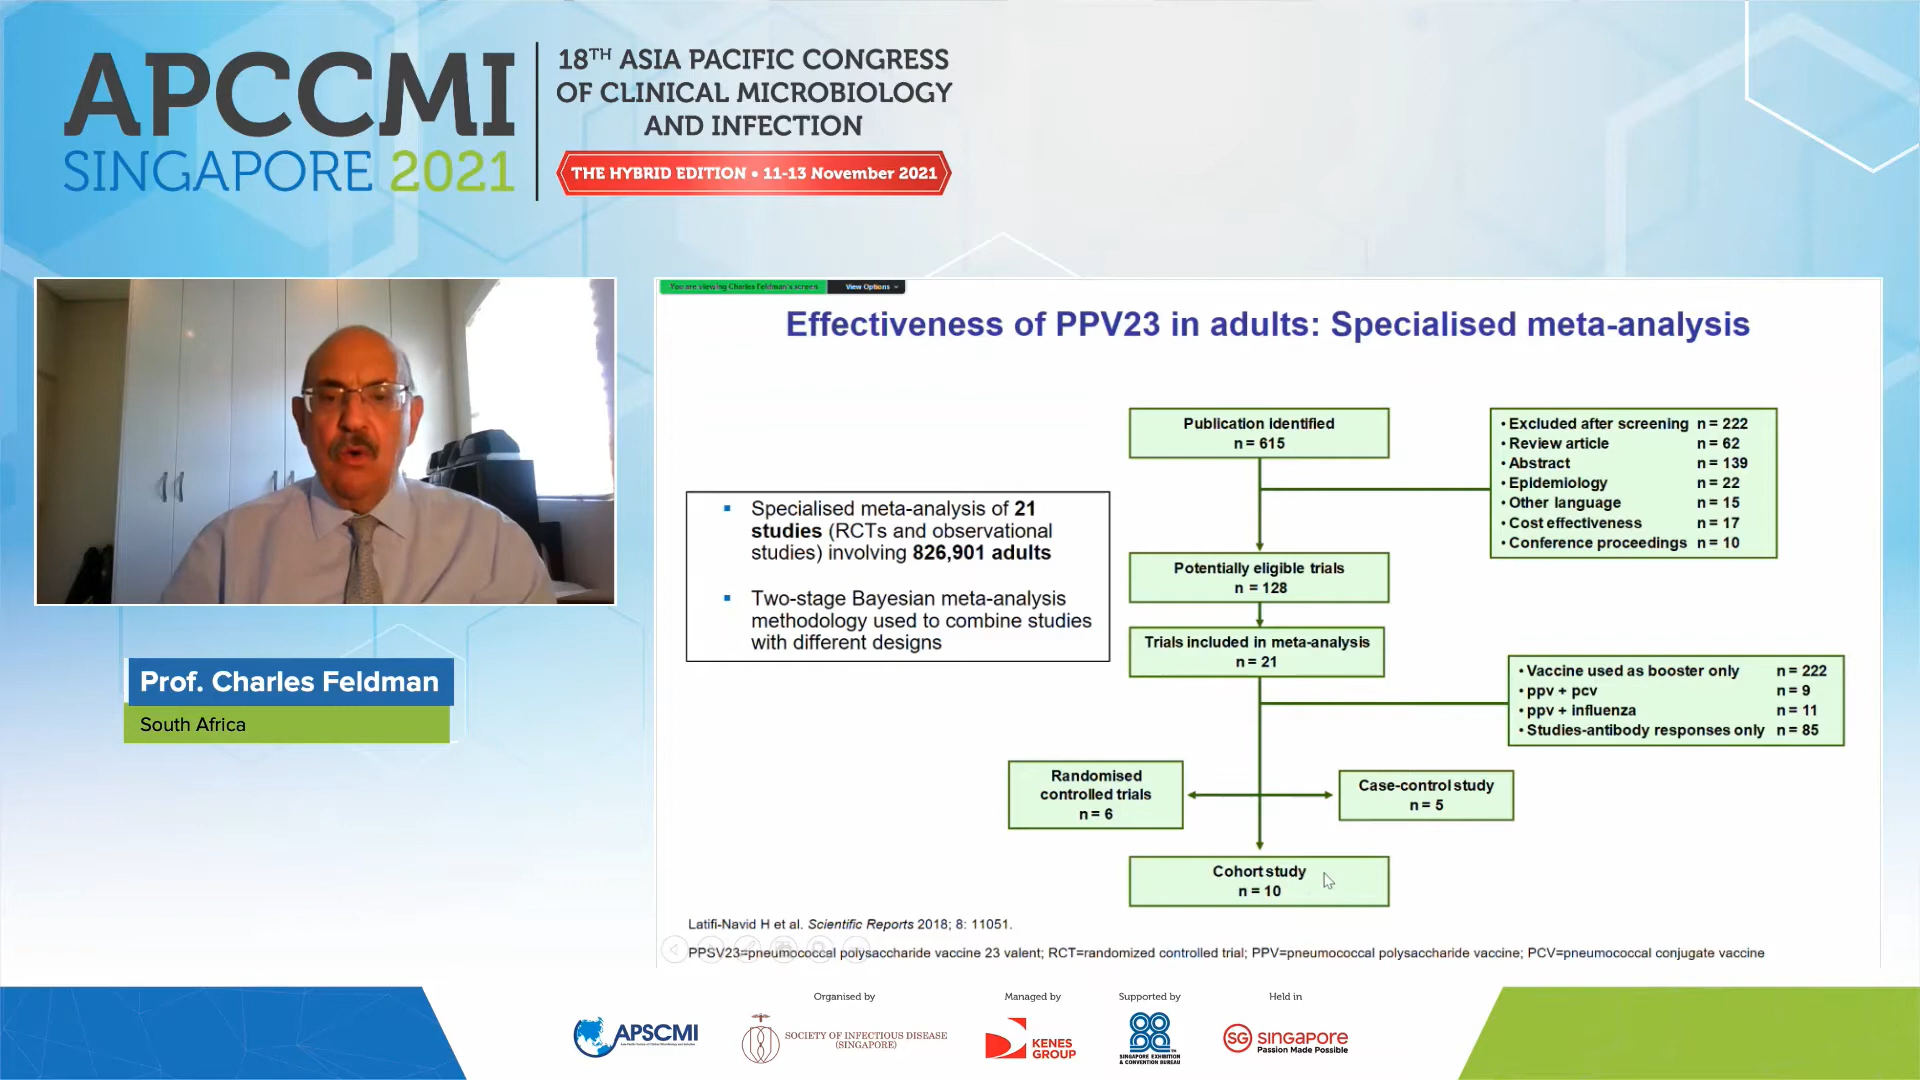 APCCMI
SINGAPORE 2021
18TH ASIA PACIFIC CONGRESS
OF CLINICAL MICROBIOLOGY
AND INFECTION
THE HYBRID EDITION • 11-13 November 2021
You are viewing Charles Feldman's screen
View Options
Effectiveness of PPV23 in adults: Specialised meta-analysis
▪ Specialised meta-analysis of 21
studies (RCTs and observational
studies) involving 826,901 adults
▪ Two-stage Bayesian meta-analysis
methodology used to combine studies
with different designs
Publication identified
n = 615
• Excluded after screening n = 222
• Review article n = 62
• Abstract n = 139
• Epidemiology n = 22
• Other language n = 15
• Cost effectiveness n = 17
• Conference proceedings n = 10
Potentially eligible trials
n = 128
Trials included in meta-analysis
n = 21
• Vaccine used as booster only n = 222
• ppv + pcv n = 9
• ppv + influenza n = 11
• Studies-antibody responses only n = 85
Randomised
controlled trials
n = 6
Case-control study
n = 5
Cohort study
n = 10
Latifi-Navid H et al. Scientific Reports 2018; 8: 11051.
PPSV23=pneumococcal polysaccharide vaccine 23 valent; RCT=randomized controlled trial; PPV=pneumococcal polysaccharide vaccine; PCV=pneumococcal conjugate vaccine
Prof. Charles Feldman
South Africa
Organised by
Managed by
Supported by
Held in
APSCMI
SOCIETY OF INFECTIOUS DISEASE
(SINGAPORE)
KENES
GROUP
SINGAPORE EXHIBITION
& CONVENTION BUREAU
SG SINGAPORE
Passion Made Possible